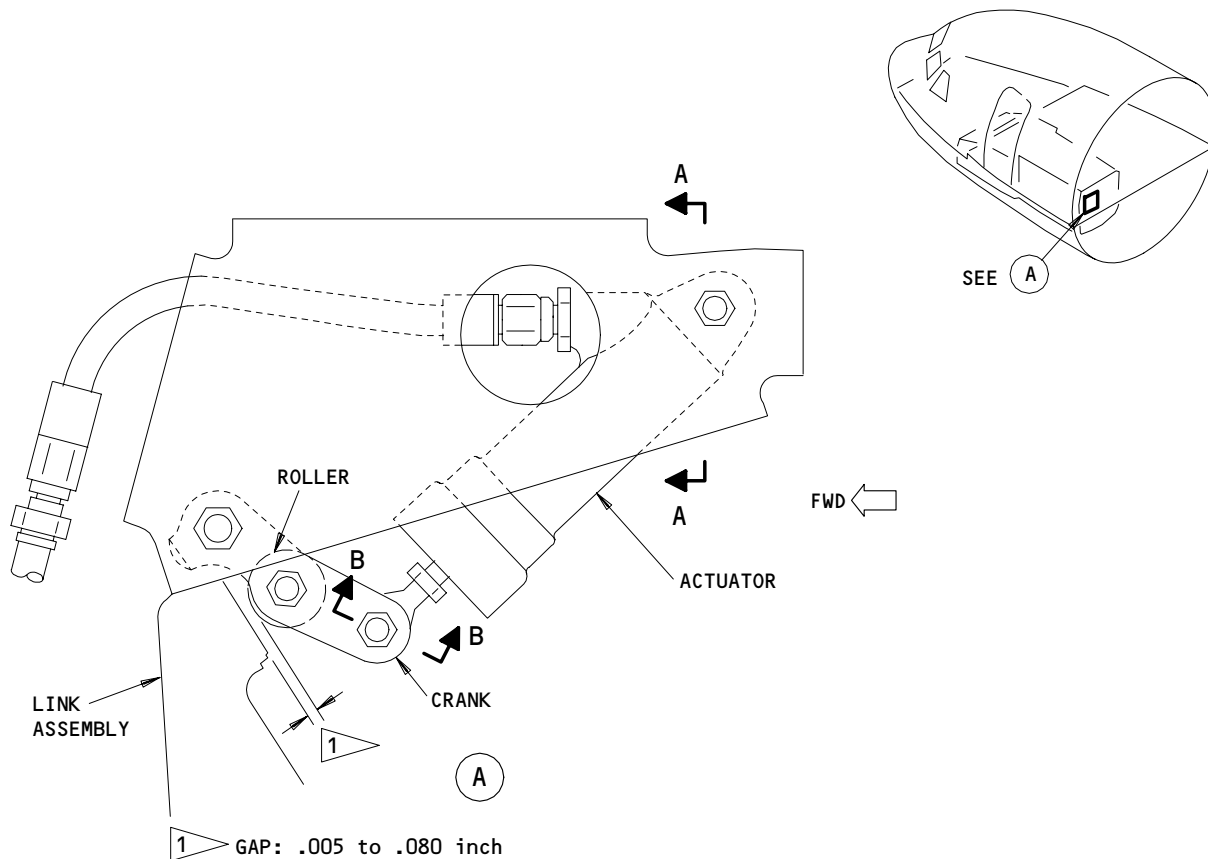 A
SEE A
ROLLER
B
A
FWD
ACTUATOR
B
CRANK
LINK
ASSEMBLY
1
A
1 GAP: .005 to .080 inch